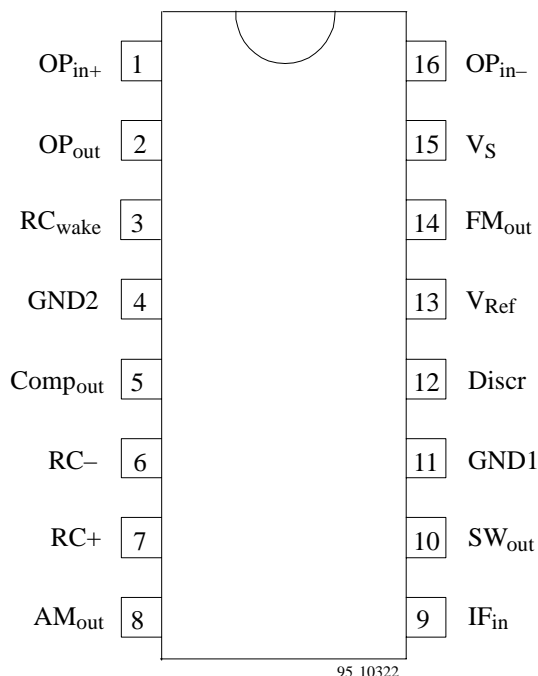 OPin+ 1 16 OPin–
OPout 2 15 VS
RCwake 3 14 FMout
GND2 4 13 VRef
Compout 5 12 Discr
RC– 6 11 GND1
RC+ 7 10 SWout
AMout 8 9 IFin
95 10322